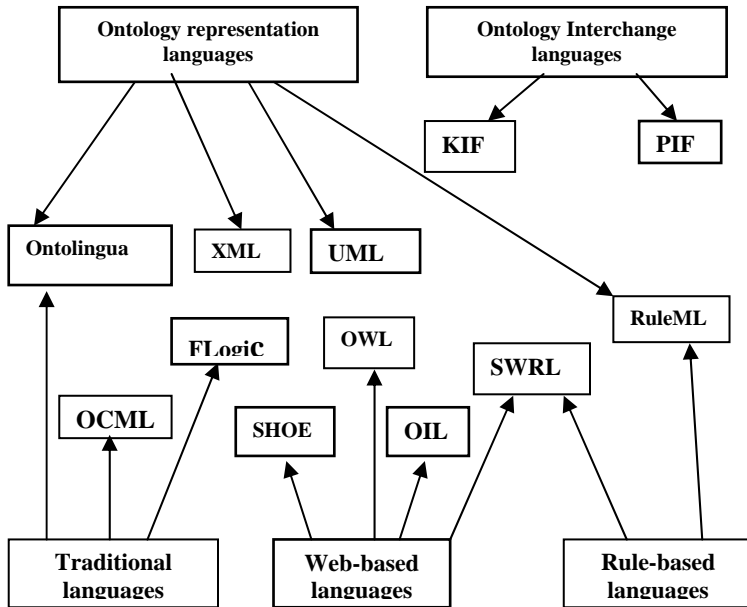 Ontology representation
languages
Ontology Interchange
languages
KIF
PIF
Ontolingua
XML
UML
RuleML
FLogic
OWL
SWRL
OCML
SHOE
OIL
Traditional
languages
Web-based
languages
Rule-based
languages